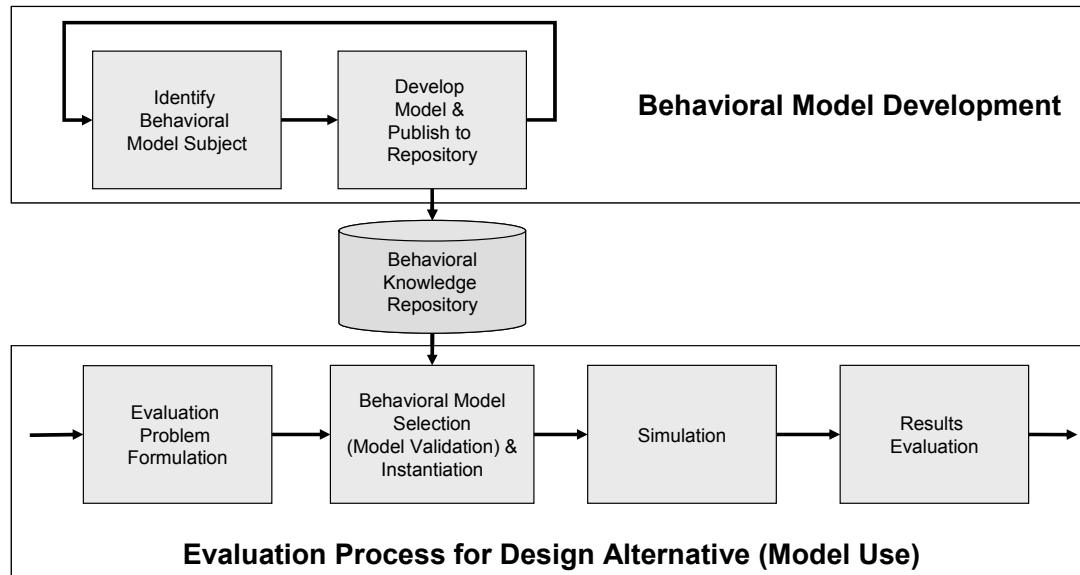 Identify
Behavioral
Model Subject
Develop
Model &
Publish to
Repository
Behavioral Model Development
Behavioral
Knowledge
Repository
Evaluation
Problem
Formulation
Behavioral Model
Selection
(Model Validation) &
Instantiation
Simulation
Results
Evaluation
Evaluation Process for Design Alternative (Model Use)